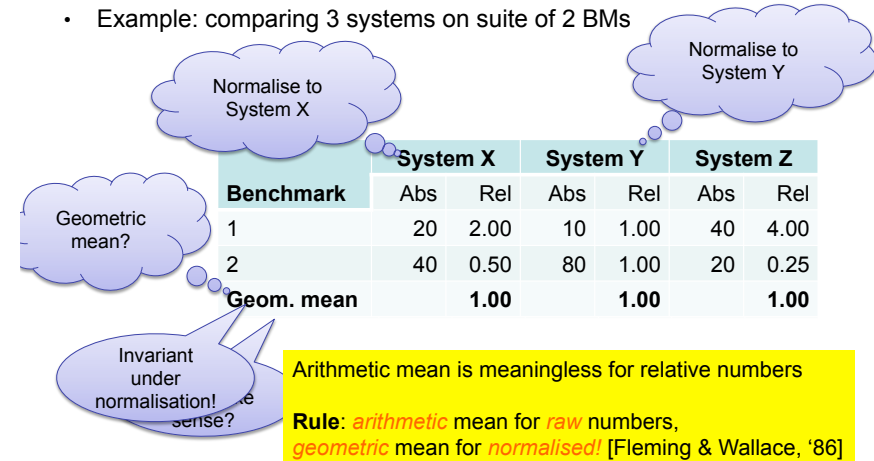 • Example: comparing 3 systems on suite of 2 BMs
Normalise to
System Y
Normalise to
System X
System X System Y System Z
Benchmark Abs Rel Abs Rel Abs Rel
Geometric
mean?
1 20 2.00 10 1.00 40 4.00
2 40 0.50 80 1.00 20 0.25
Geom. mean 1.00 1.00 1.00
Invariant
under
normalisation!
sense?
Arithmetic mean is meaningless for relative numbers
Rule: arithmetic mean for raw numbers,
geometric mean for normalised! [Fleming & Wallace, ‘86]